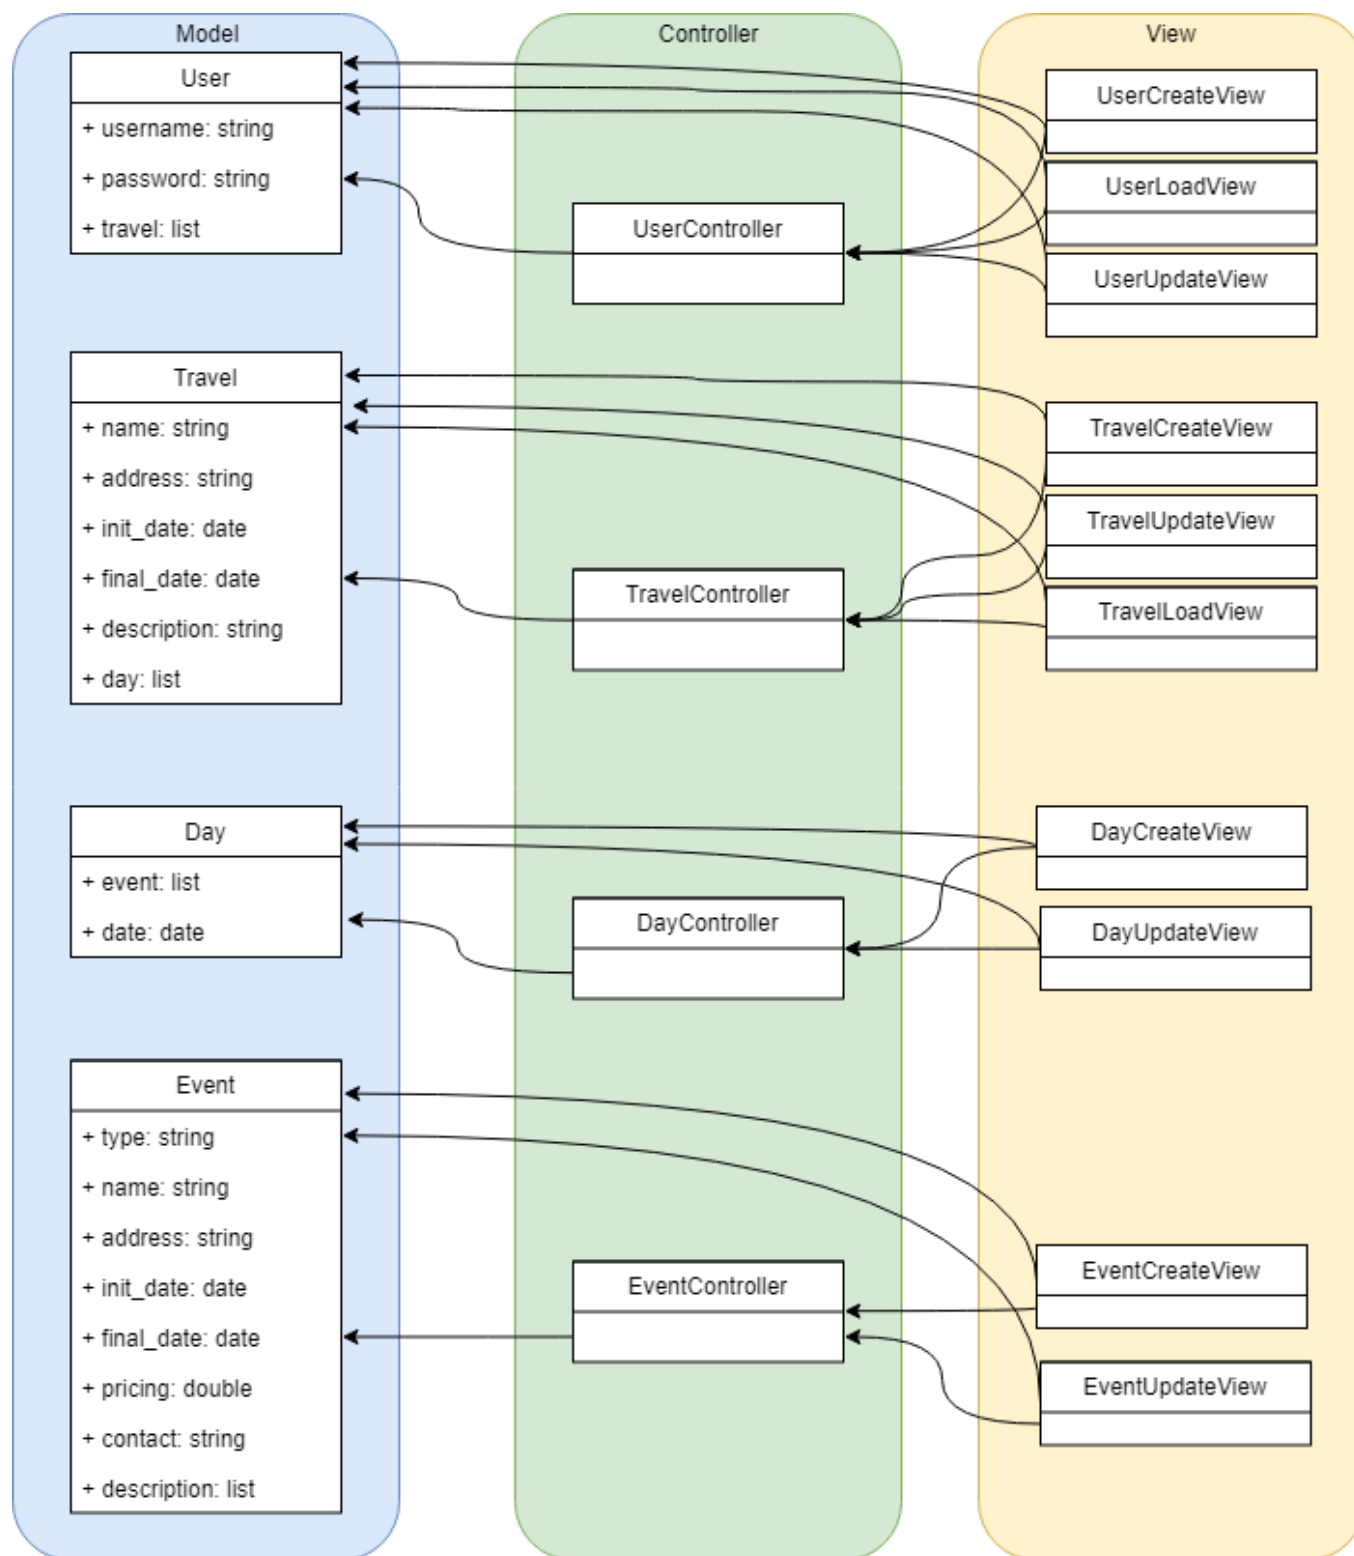 Model
User
+ username: string
+ password: string
+ travel: list
Travel
+ name: string
+ address: string
+ init_date: date
+ final_date: date
+ description: string
+ day: list
Day
+ event: list
+ date: date
Event
+ type: string
+ name: string
+ address: string
+ init_date: date
+ final_date: date
+ pricing: double
+ contact: string
+ description: list
Controller
UserController
TravelController
DayController
EventController
View
UserCreateView
UserLoadView
UserUpdateView
TravelCreateView
TravelUpdateView
TravelLoadView
DayCreateView
DayUpdateView
EventCreateView
EventUpdateView